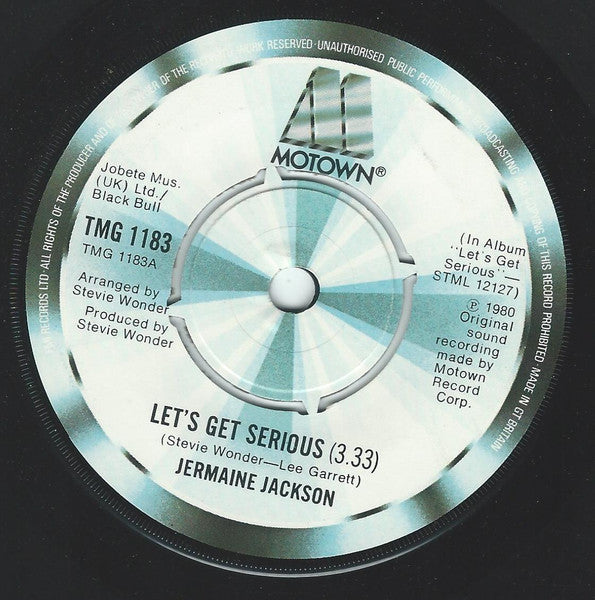 MOTOWN®
Jobete Mus.
(UK) Ltd./
Black Bull
TMG 1183
TMG 1183A
Arranged by
Stevie Wonder
Produced by
Stevie Wonder
(In Album
"Let's Get
Serious"—
STML 12127)
℗ 1980
Original
sound
recording
made by
Motown
Record
Corp.
LET'S GET SERIOUS (3.33)
(Stevie Wonder—Lee Garrett)
JERMAINE JACKSON
RECORDS LTD· ALL RIGHTS OF THE PRODUCER AND OF THE OWNER OF THE RECORDED WORK RESERVED · UNAUTHORISED PUBLIC PERFORMANCE, BROADCASTING AND COPYING OF THIS RECORD PROHIBITED. MADE IN GT BRITAIN